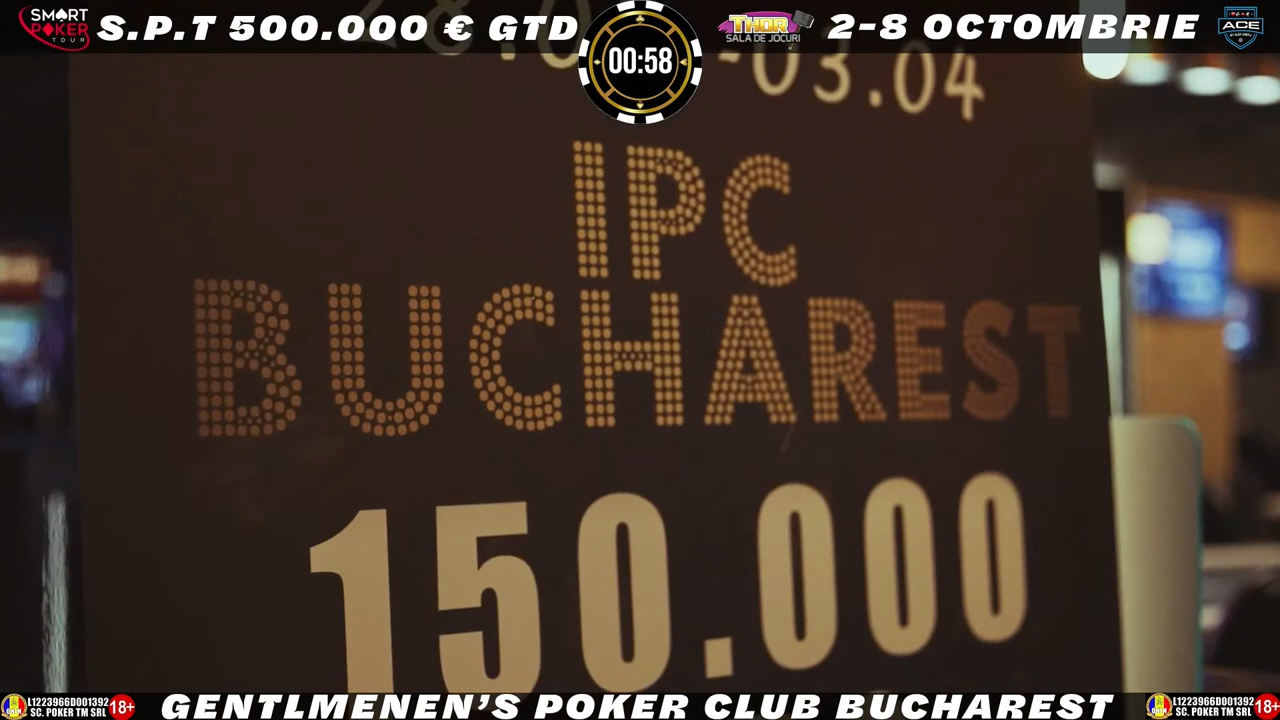 SMART
POKER
TOUR
S.P.T 500.000 € GTD
00:58
THOR
SALA DE JOCURI
2-8 OCTOMBRIE
ACE
-03.04
IPC
BUCHAREST
150.000
L1223966D001392
SC. POKER TM SRL
18+
GENTLMENEN'S POKER CLUB BUCHAREST
L1223966D001392
SC. POKER TM SRL
18+